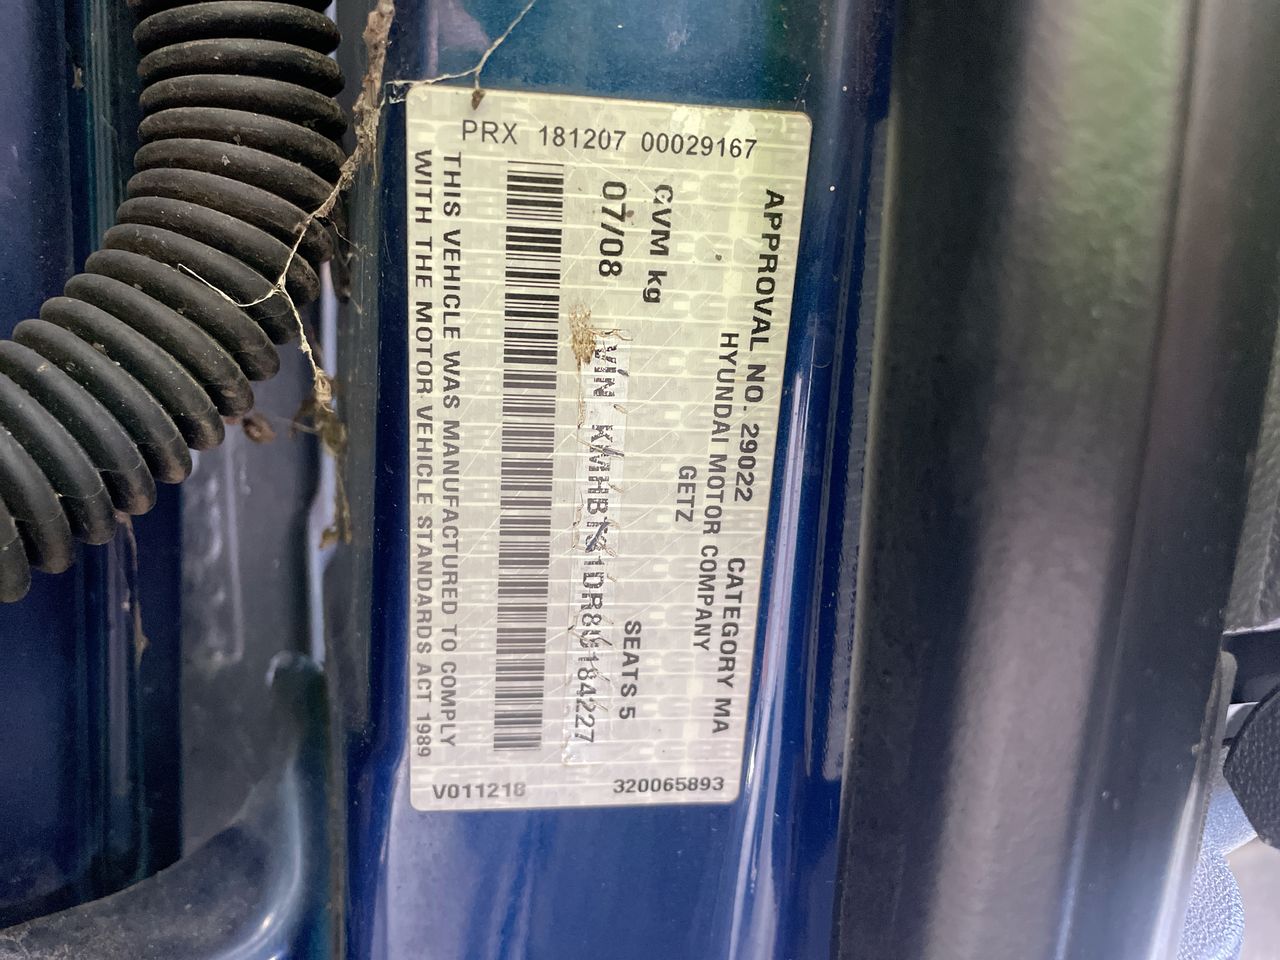 PRX 181207 00029167
APPROVAL NO. 29022 CATEGORY MA
HYUNDAI MOTOR COMPANY
GETZ
GVM kg
07/08 SEATS 5
VIN
THIS VEHICLE WAS MANUFACTURED TO COMPLY
WITH THE MOTOR VEHICLE STANDARDS ACT 1989
V011218 320065893